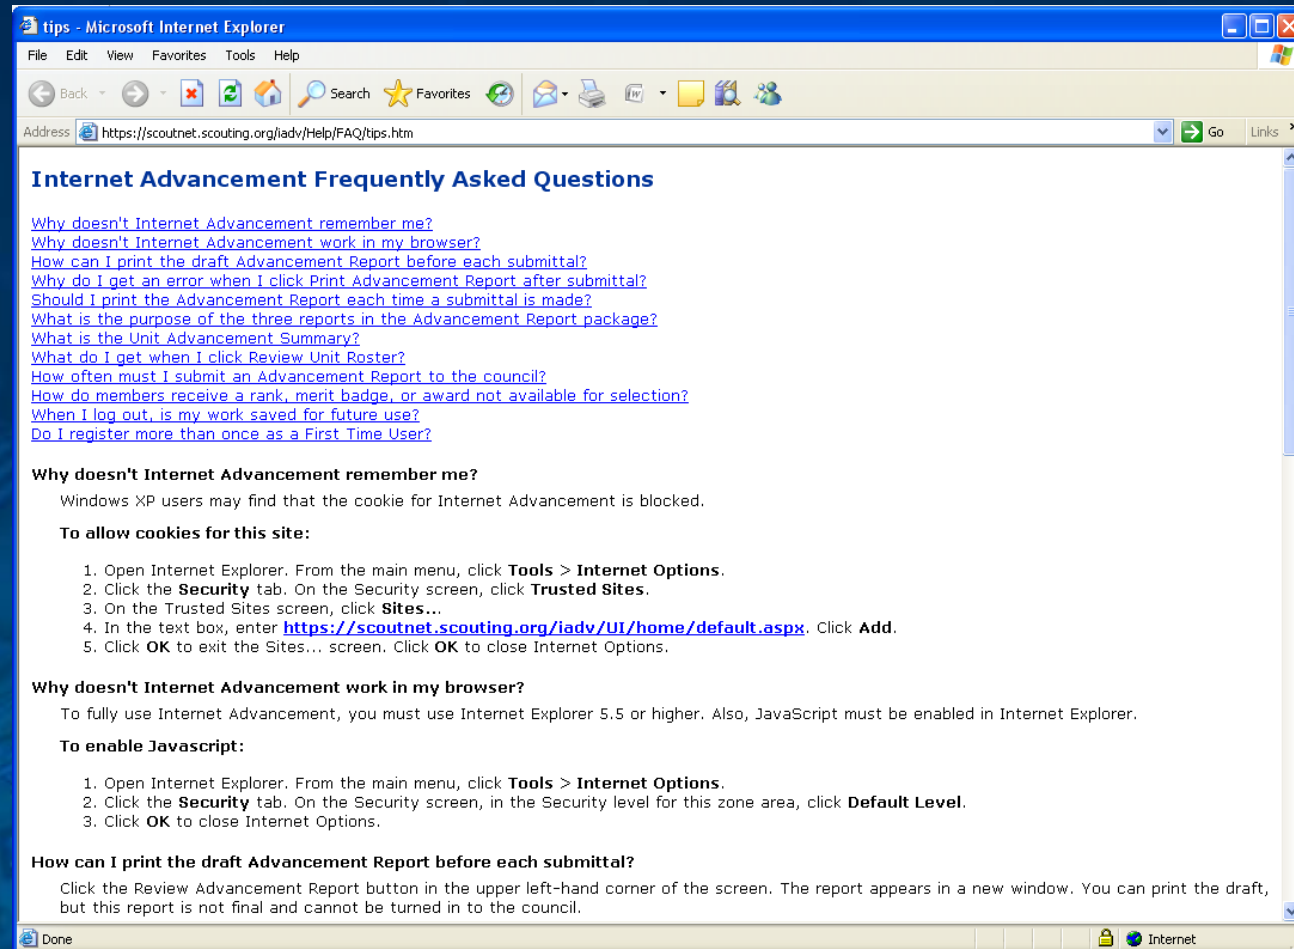 tips - Microsoft Internet Explorer
File Edit View Favorites Tools Help
Back Search Favorites
Address https://scoutnet.scouting.org/iadv/Help/FAQ/tips.htm Go Links
Internet Advancement Frequently Asked Questions
Why doesn't Internet Advancement remember me?
Why doesn't Internet Advancement work in my browser?
How can I print the draft Advancement Report before each submittal?
Why do I get an error when I click Print Advancement Report after submittal?
Should I print the Advancement Report each time a submittal is made?
What is the purpose of the three reports in the Advancement Report package?
What is the Unit Advancement Summary?
What do I get when I click Review Unit Roster?
How often must I submit an Advancement Report to the council?
How do members receive a rank, merit badge, or award not available for selection?
When I log out, is my work saved for future use?
Do I register more than once as a First Time User?
Why doesn't Internet Advancement remember me?
Windows XP users may find that the cookie for Internet Advancement is blocked.
To allow cookies for this site:
1. Open Internet Explorer. From the main menu, click Tools > Internet Options.
2. Click the Security tab. On the Security screen, click Trusted Sites.
3. On the Trusted Sites screen, click Sites...
4. In the text box, enter https://scoutnet.scouting.org/iadv/UI/home/default.aspx. Click Add.
5. Click OK to exit the Sites... screen. Click OK to close Internet Options.
Why doesn't Internet Advancement work in my browser?
To fully use Internet Advancement, you must use Internet Explorer 5.5 or higher. Also, JavaScript must be enabled in Internet Explorer.
To enable Javascript:
1. Open Internet Explorer. From the main menu, click Tools > Internet Options.
2. Click the Security tab. On the Security screen, in the Security level for this zone area, click Default Level.
3. Click OK to close Internet Options.
How can I print the draft Advancement Report before each submittal?
Click the Review Advancement Report button in the upper left-hand corner of the screen. The report appears in a new window. You can print the draft,
but this report is not final and cannot be turned in to the council.
Done Internet